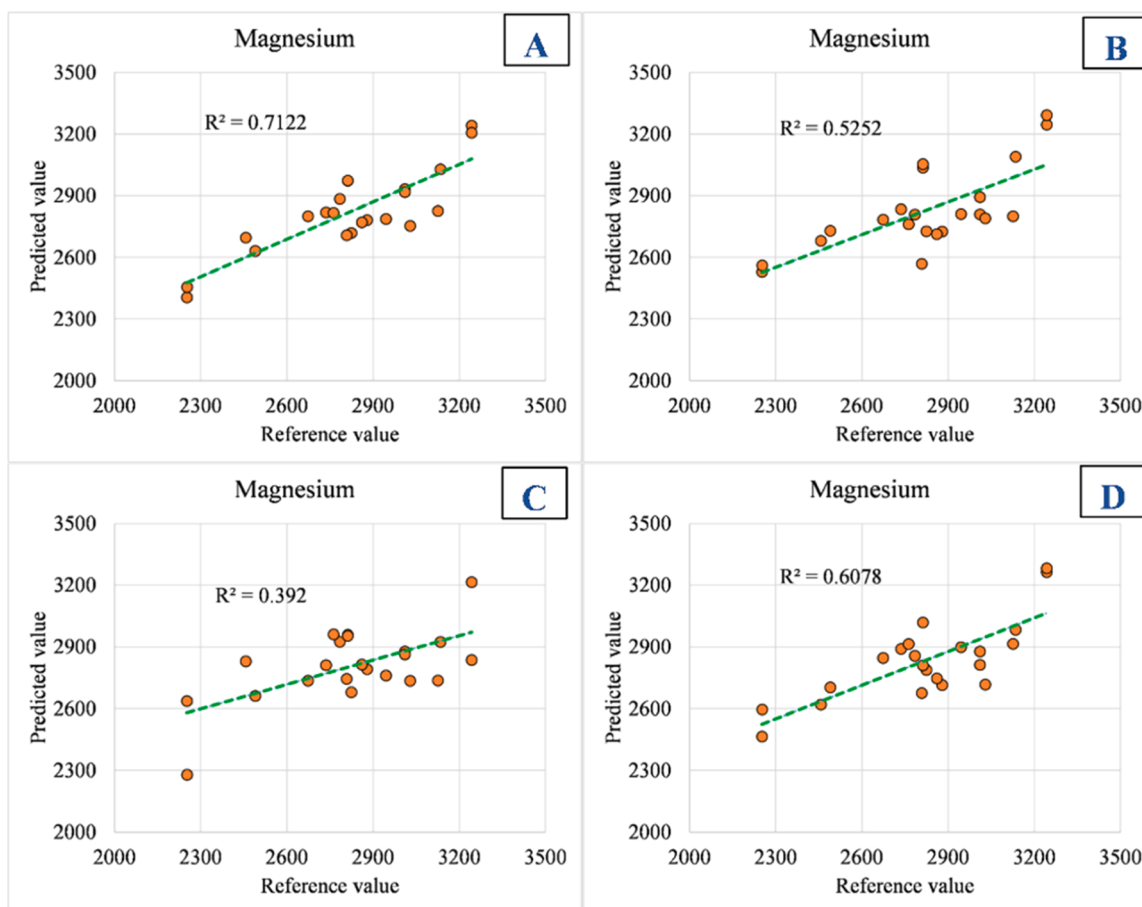 Magnesium
A
R² = 0.7122
3500
3200
2900
2600
2300
2000
Predicted value
2000 2300 2600 2900 3200 3500
Reference value
Magnesium
B
R² = 0.5252
3500
3200
2900
2600
2300
2000
Predicted value
2000 2300 2600 2900 3200 3500
Reference value
Magnesium
C
R² = 0.392
3500
3200
2900
2600
2300
2000
Predicted value
2000 2300 2600 2900 3200 3500
Reference value
Magnesium
D
R² = 0.6078
3500
3200
2900
2600
2300
2000
Predicted value
2000 2300 2600 2900 3200 3500
Reference value